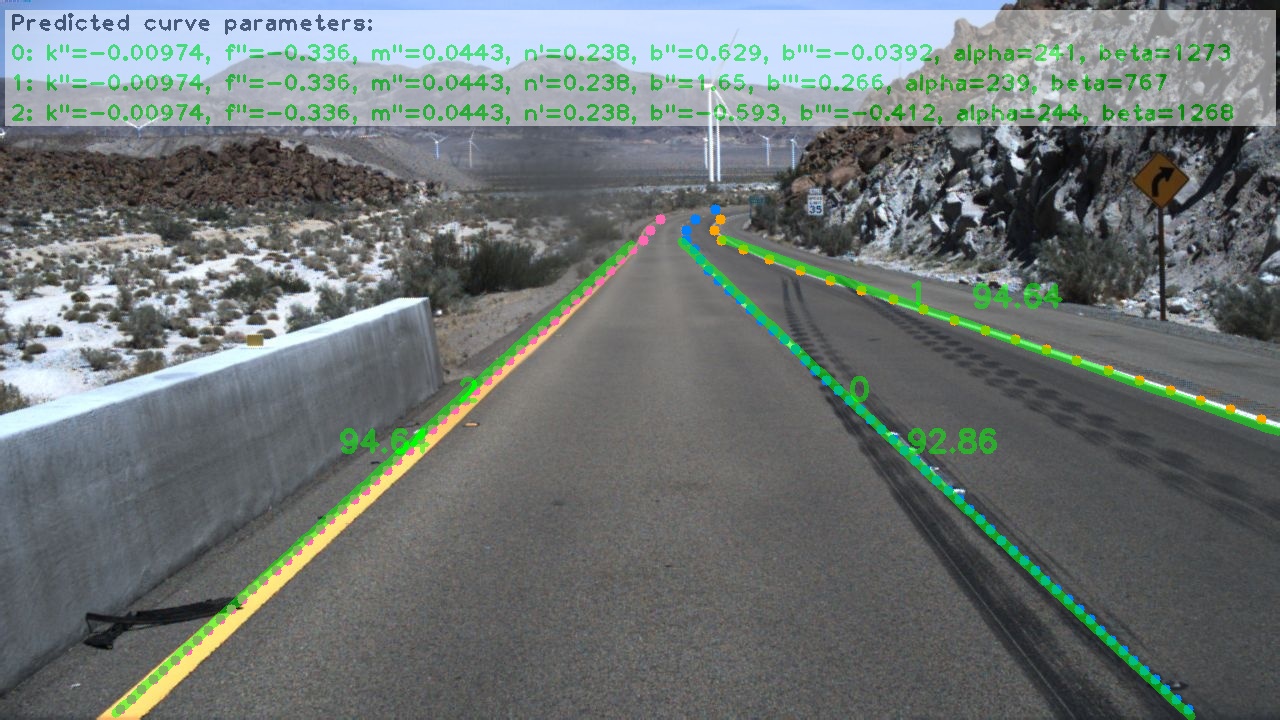 Predicted curve parameters:
0: k''=-0.00974, f''=-0.336, m''=0.0443, n'=0.238, b''=0.629, b'''=-0.0392, alpha=241, beta=1273
1: k''=-0.00974, f''=-0.336, m''=0.0443, n'=0.238, b''=1.65, b'''=0.266, alpha=239, beta=767
2: k''=-0.00974, f''=-0.336, m''=0.0443, n'=0.238, b''=-0.593, b'''=-0.412, alpha=244, beta=1268
SPEED LIMIT
35
1 94.64
2 0
94.64 92.86